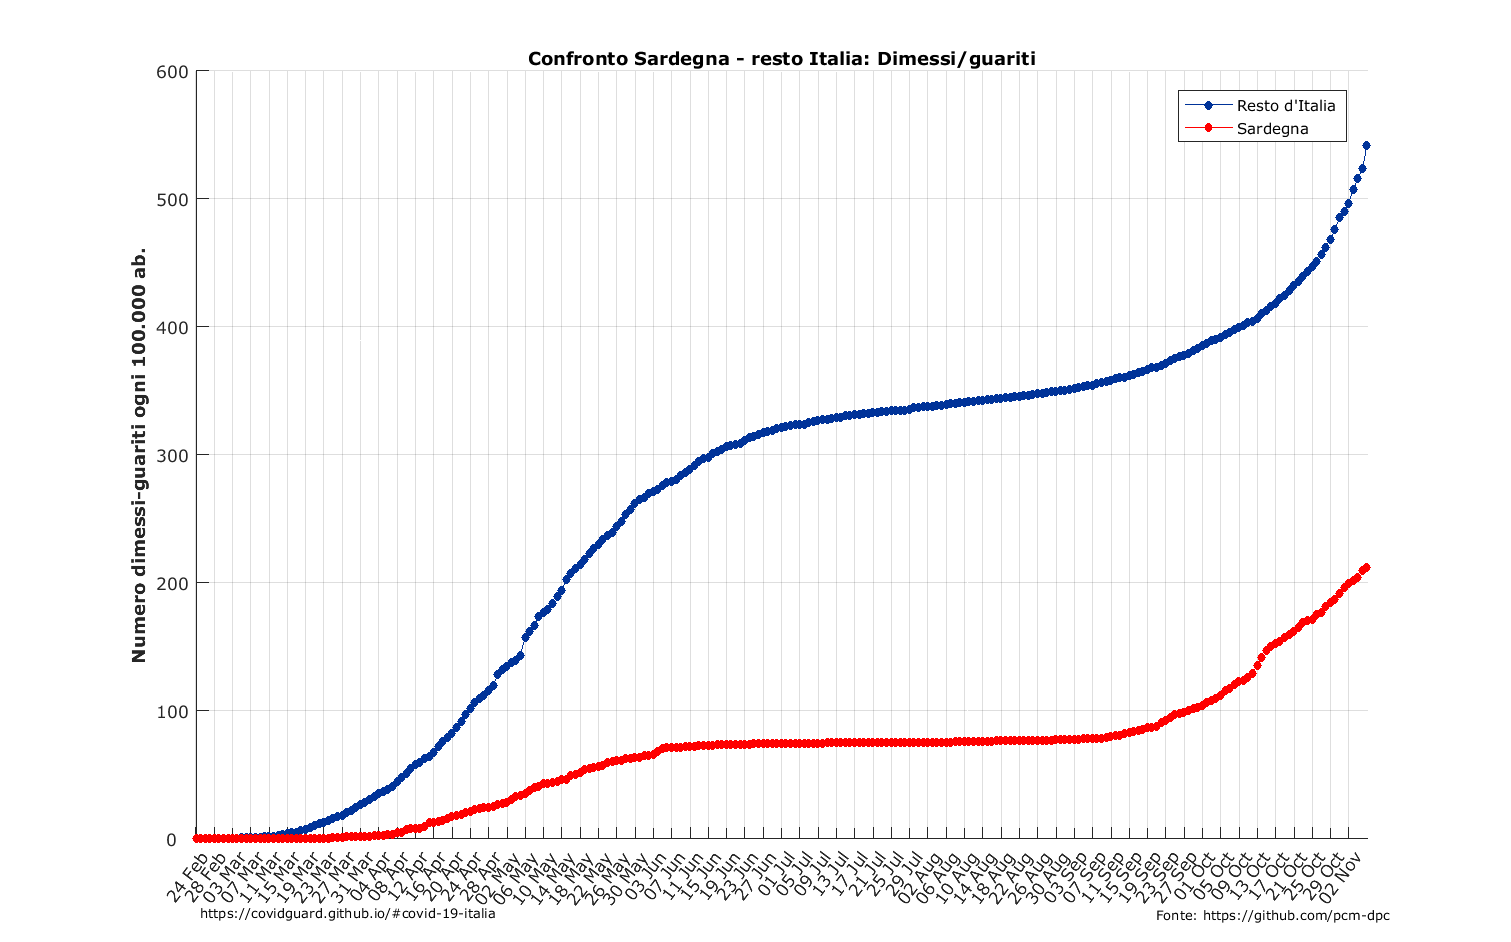 Confronto Sardegna - resto Italia: Dimessi/guariti
Resto d'Italia
Sardegna
Numero dimessi-guariti ogni 100.000 ab.
600
500
400
300
200
100
0
24 Feb
28 Feb
03 Mar
07 Mar
11 Mar
15 Mar
19 Mar
23 Mar
27 Mar
31 Mar
04 Apr
08 Apr
12 Apr
16 Apr
20 Apr
24 Apr
28 Apr
02 May
06 May
10 May
14 May
18 May
22 May
26 May
30 May
03 Jun
07 Jun
11 Jun
15 Jun
19 Jun
23 Jun
27 Jun
01 Jul
05 Jul
09 Jul
13 Jul
17 Jul
21 Jul
25 Jul
29 Jul
02 Aug
06 Aug
10 Aug
14 Aug
18 Aug
22 Aug
26 Aug
30 Aug
03 Sep
07 Sep
11 Sep
15 Sep
19 Sep
23 Sep
27 Sep
01 Oct
05 Oct
09 Oct
13 Oct
17 Oct
21 Oct
25 Oct
29 Oct
02 Nov
https://covidguard.github.io/#covid-19-italia
Fonte: https://github.com/pcm-dpc